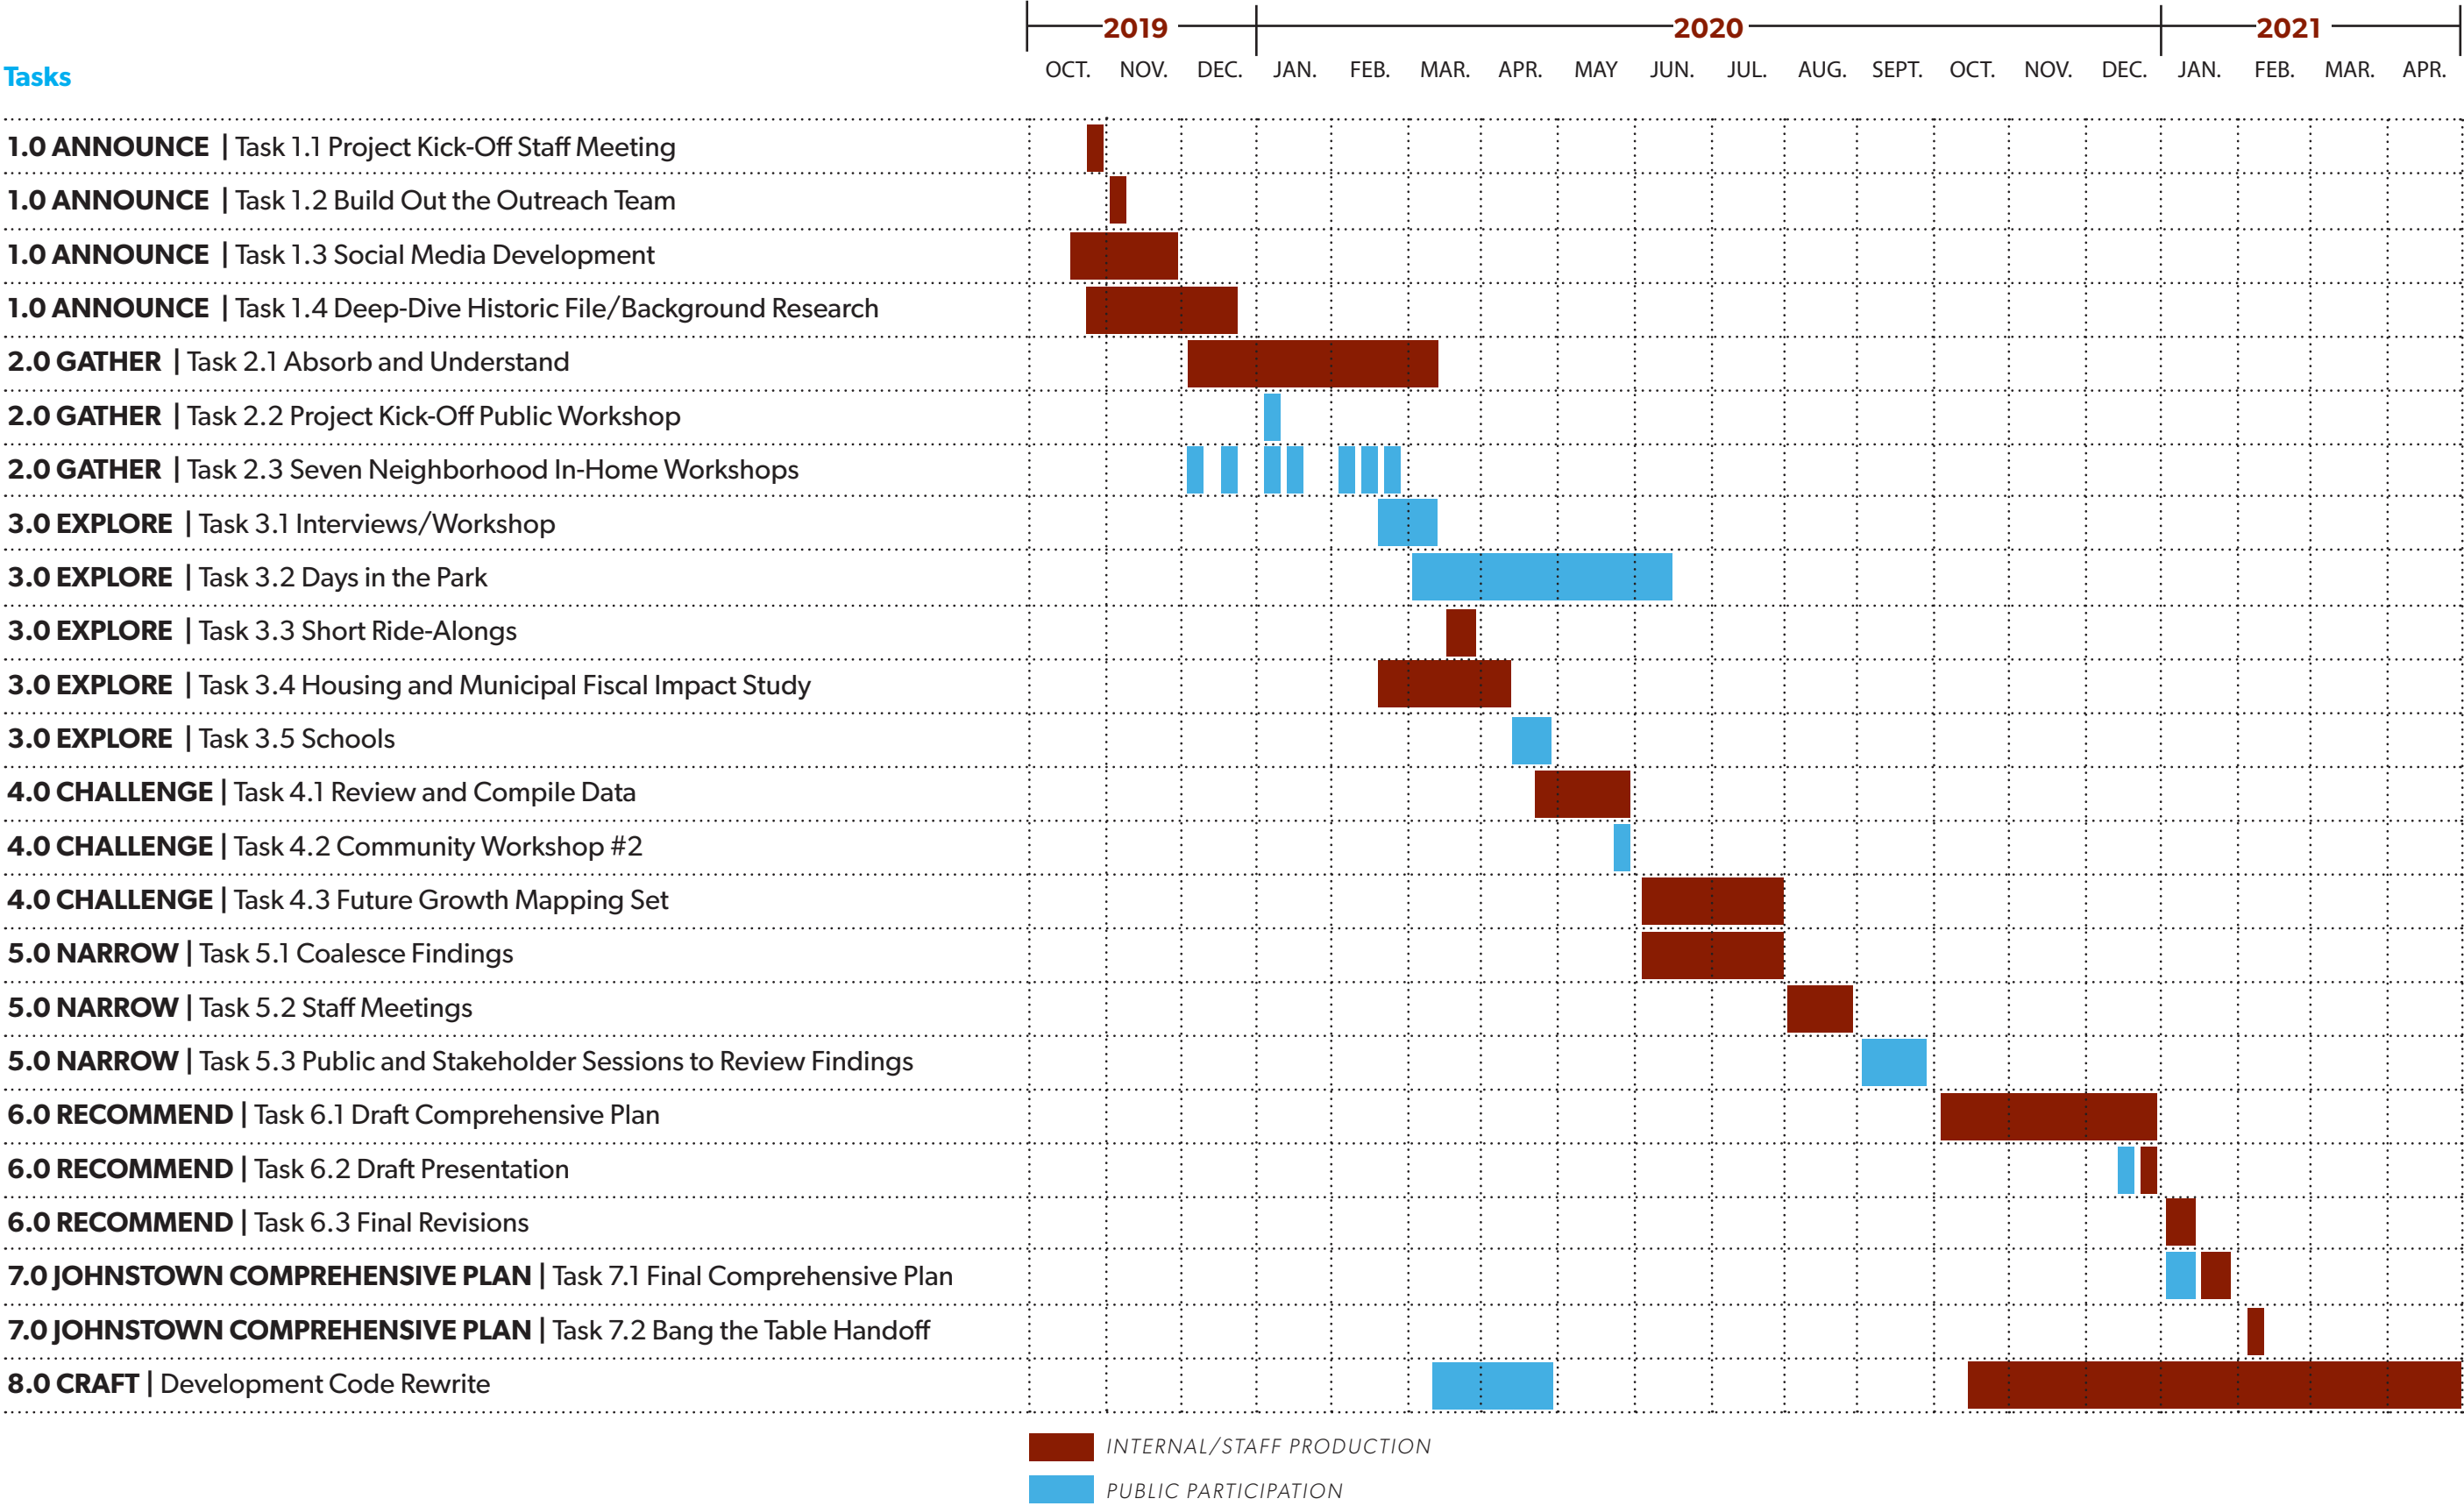 2019 2020 2021
Tasks OCT. NOV. DEC. JAN. FEB. MAR. APR. MAY JUN. JUL. AUG. SEPT. OCT. NOV. DEC. JAN. FEB. MAR. APR.
1.0 ANNOUNCE | Task 1.1 Project Kick-Off Staff Meeting
1.0 ANNOUNCE | Task 1.2 Build Out the Outreach Team
1.0 ANNOUNCE | Task 1.3 Social Media Development
1.0 ANNOUNCE | Task 1.4 Deep-Dive Historic File/Background Research
2.0 GATHER | Task 2.1 Absorb and Understand
2.0 GATHER | Task 2.2 Project Kick-Off Public Workshop
2.0 GATHER | Task 2.3 Seven Neighborhood In-Home Workshops
3.0 EXPLORE | Task 3.1 Interviews/Workshop
3.0 EXPLORE | Task 3.2 Days in the Park
3.0 EXPLORE | Task 3.3 Short Ride-Alongs
3.0 EXPLORE | Task 3.4 Housing and Municipal Fiscal Impact Study
3.0 EXPLORE | Task 3.5 Schools
4.0 CHALLENGE | Task 4.1 Review and Compile Data
4.0 CHALLENGE | Task 4.2 Community Workshop #2
4.0 CHALLENGE | Task 4.3 Future Growth Mapping Set
5.0 NARROW | Task 5.1 Coalesce Findings
5.0 NARROW | Task 5.2 Staff Meetings
5.0 NARROW | Task 5.3 Public and Stakeholder Sessions to Review Findings
6.0 RECOMMEND | Task 6.1 Draft Comprehensive Plan
6.0 RECOMMEND | Task 6.2 Draft Presentation
6.0 RECOMMEND | Task 6.3 Final Revisions
7.0 JOHNSTOWN COMPREHENSIVE PLAN | Task 7.1 Final Comprehensive Plan
7.0 JOHNSTOWN COMPREHENSIVE PLAN | Task 7.2 Bang the Table Handoff
8.0 CRAFT | Development Code Rewrite
INTERNAL/STAFF PRODUCTION
PUBLIC PARTICIPATION